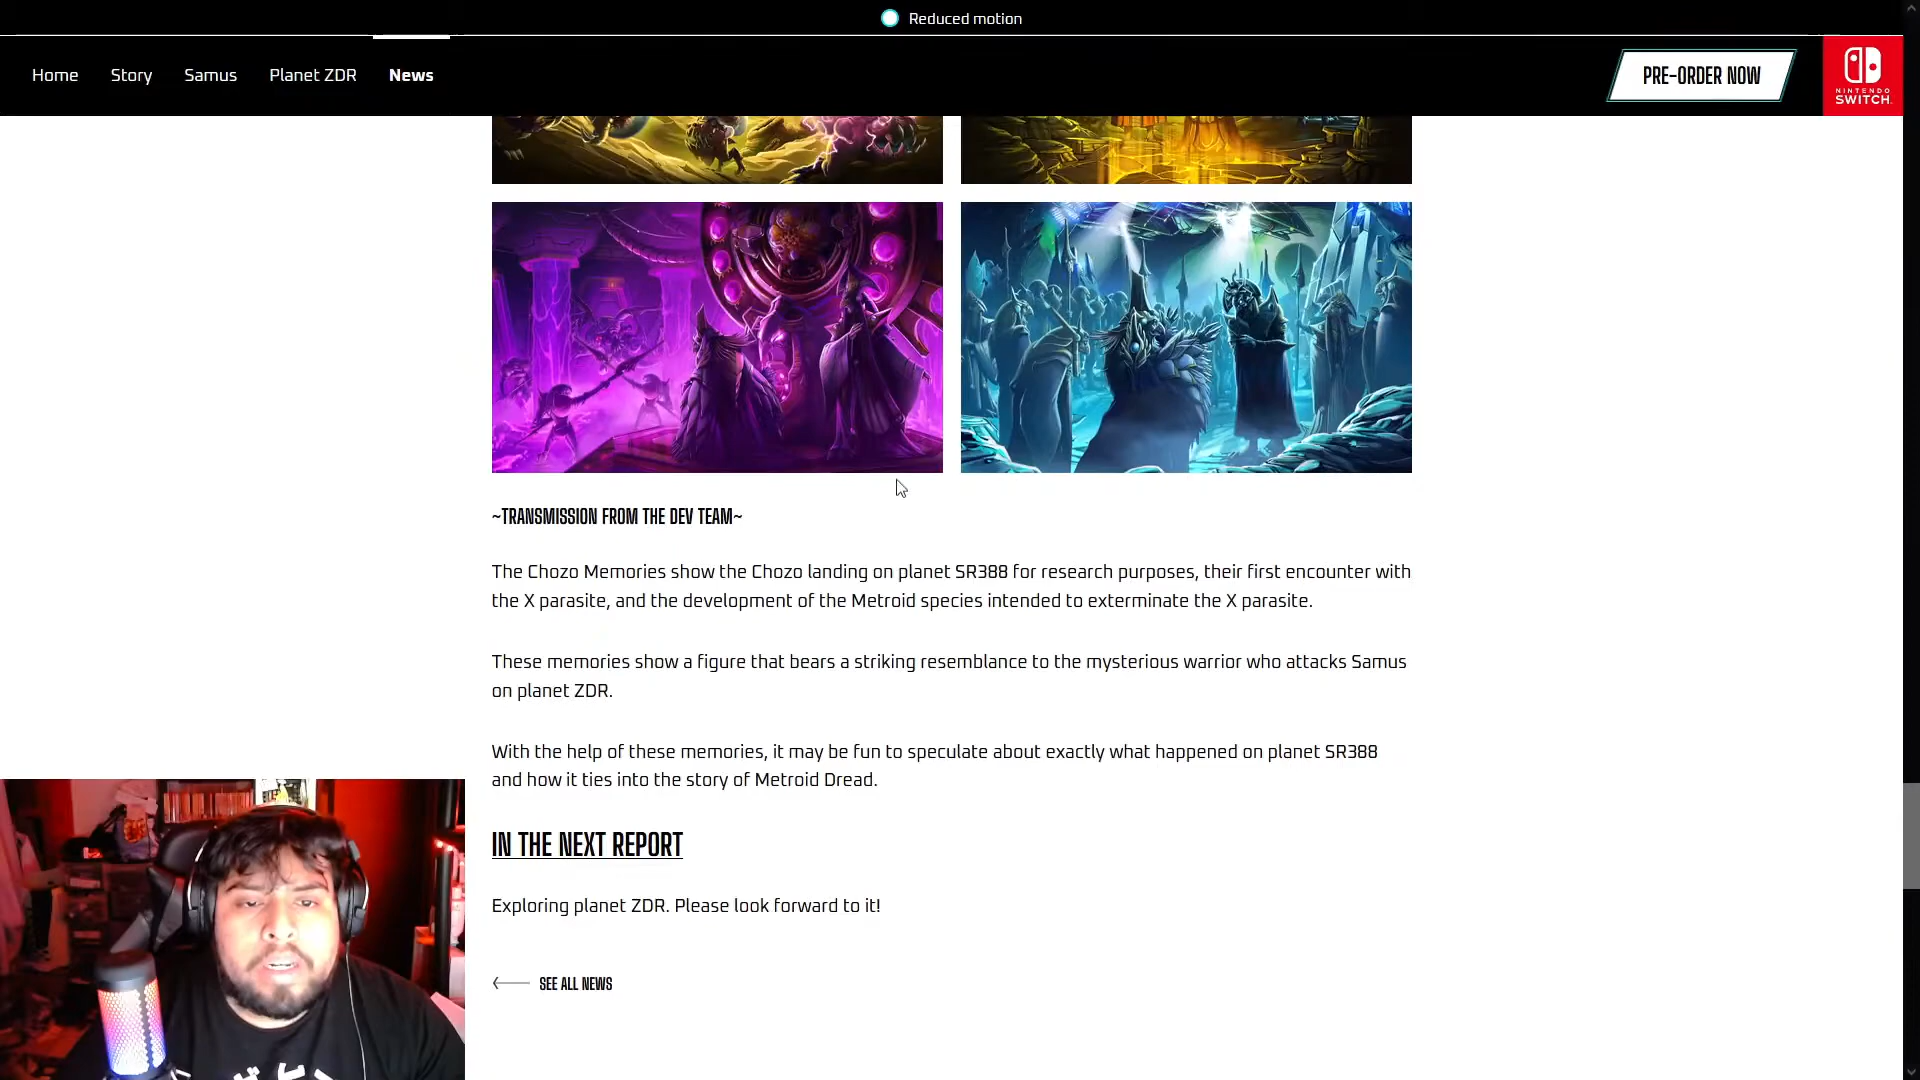 Reduced motion
Home
Story
Samus
Planet ZDR
News
PRE-ORDER NOW
NINTENDO
SWITCH
~TRANSMISSION FROM THE DEV TEAM~
The Chozo Memories show the Chozo landing on planet SR388 for research purposes, their first encounter with
the X parasite, and the development of the Metroid species intended to exterminate the X parasite.
These memories show a figure that bears a striking resemblance to the mysterious warrior who attacks Samus
on planet ZDR.
With the help of these memories, it may be fun to speculate about exactly what happened on planet SR388
and how it ties into the story of Metroid Dread.
IN THE NEXT REPORT
Exploring planet ZDR. Please look forward to it!
SEE ALL NEWS